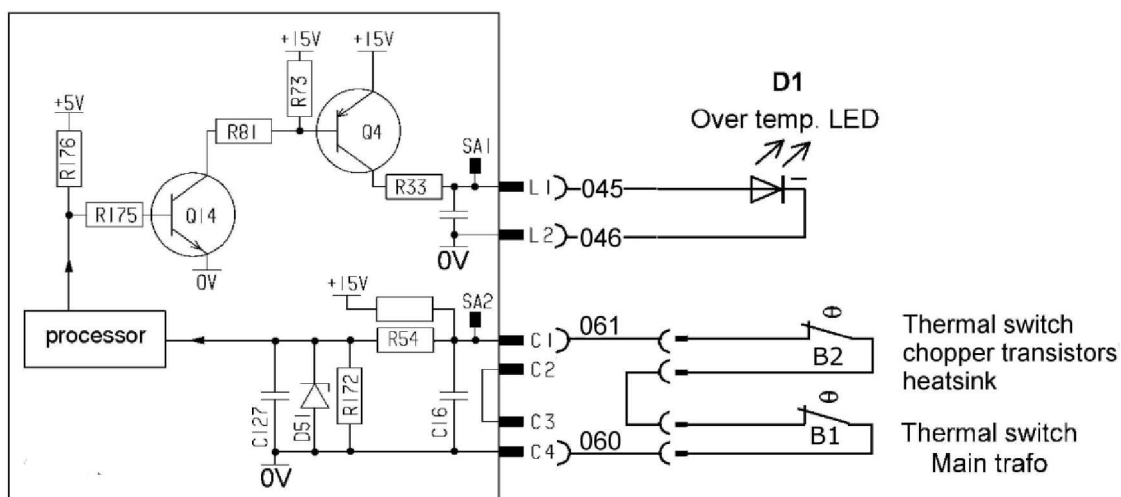 +15V
+15V
D1
Over temp. LED
+5V
R73
R81
Q4
SA1
R176
R33
L1
045
R175
Q14
L2
046
0V
0V
+15V
SA2
processor
R54
C1
061
θ
B2
Thermal switch
chopper transistors
heatsink
C2
C127
D51
R172
C16
C3
θ
B1
C4
060
Thermal switch
Main trafo
0V